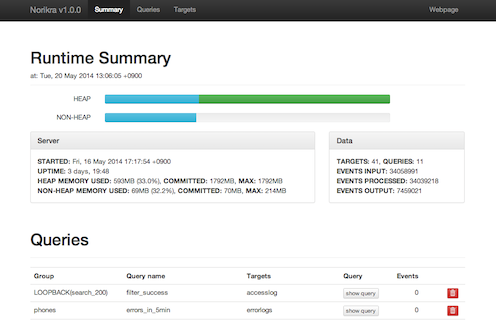 Norikra v1.0.0 Summary Queries Targets Webpage
Runtime Summary
at: Tue, 20 May 2014 13:06:05 +0900
HEAP
NON-HEAP
Server
STARTED: Fri, 16 May 2014 17:17:54 +0900
UPTIME: 3 days, 19:48
HEAP MEMORY USED: 593MB (33.0%), COMMITTED: 1792MB, MAX: 1792MB
NON-HEAP MEMORY USED: 69MB (32.2%), COMMITTED: 70MB, MAX: 214MB
Data
TARGETS: 41, QUERIES: 11
EVENTS INPUT: 34058991
EVENTS PROCESSED: 34039218
EVENTS OUTPUT: 7459021
Queries
Group Query name Targets Query Events
LOOPBACK(search_200) filter_success accesslog show query 0
phones errors_in_5min errorlogs show query 0